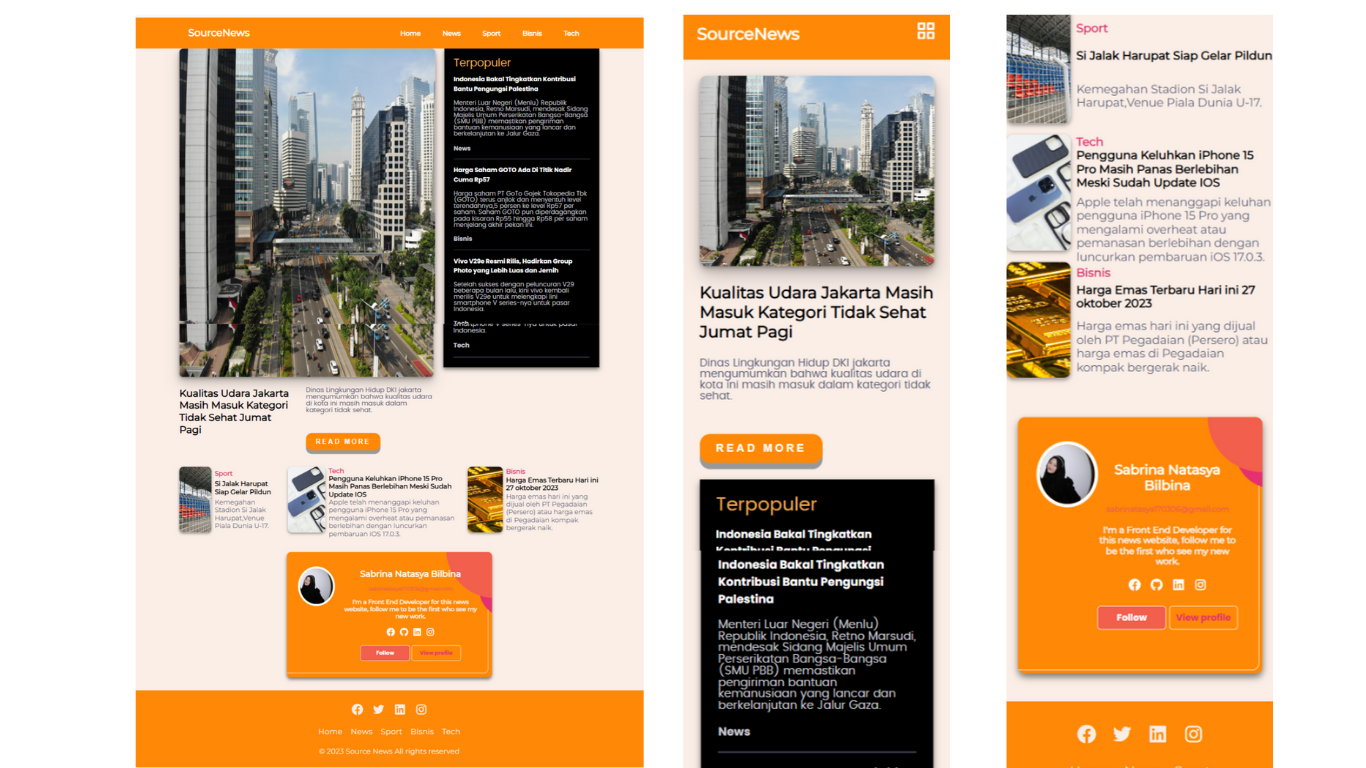 SourceNews
Home News Sport Bisnis Tech
Terpopuler
Indonesia Bakal Tingkatkan Kontribusi
Bantu Pengungsi Palestina
Menteri Luar Negeri (Menlu) Republik
Indonesia, Retno Marsudi, mendesak Sidang
Majelis Umum Perserikatan Bangsa-Bangsa
(SMU PBB) memastikan pengiriman
bantuan kemanusiaan yang lancar dan
berkelanjutan ke Jalur Gaza.
News
Harga Saham GOTO Ada Di Titik Nadir
Cuma Rp57
Harga saham PT GoTo Gojek Tokopedia Tbk
(GOTO) terus anjlok dan menyentuh level
terendahnya,5 persen ke level Rp57 per
saham. Saham GOTO pun diperdagangkan
pada kisaran Rp55 hingga Rp58 per saham
menjelang akhir pekan ini.
Bisnis
Vivo V29e Resmi Rilis, Hadirkan Group
Photo yang Lebih Luas dan Jernih
Setelah sukses dengan peluncuran V29
beberapa bulan lalu, kini vivo kembali
merilis V29e untuk melengkapi lini
smartphone V series-nya untuk pasar
Indonesia.
Tech
smartphone V series-nya untuk pasar
Indonesia.
Tech
Kualitas Udara Jakarta
Masih Masuk Kategori
Tidak Sehat Jumat
Pagi
Dinas Lingkungan Hidup DKI jakarta
mengumumkan bahwa kualitas udara
di kota ini masih masuk dalam
kategori tidak sehat.
READ MORE
Sport
Si Jalak Harupat
Siap Gelar Pildun
Kemegahan
Stadion Si Jalak
Harupat,Venue
Piala Dunia U-17.
Tech
Pengguna Keluhkan iPhone 15 Pro
Masih Panas Berlebihan Meski Sudah
Update IOS
Apple telah menanggapi keluhan
pengguna iPhone 15 Pro yang
mengalami overheat atau pemanasan
berlebihan dengan luncurkan
pembaruan iOS 17.0.3.
Bisnis
Harga Emas Terbaru Hari ini
27 oktober 2023
Harga emas hari ini yang
dijual oleh PT Pegadaian
(Persero) atau harga emas
di Pegadaian kompak
bergerak naik.
Sabrina Natasya Bilbina
I'm a Front End Developer for this news
website, follow me to be the first who see my
new work.
Follow View profile
Home News Sport Bisnis Tech
© 2023 Source News All rights reserved
SourceNews
Kualitas Udara Jakarta Masih
Masuk Kategori Tidak Sehat
Jumat Pagi
Dinas Lingkungan Hidup DKI jakarta
mengumumkan bahwa kualitas udara di
kota ini masih masuk dalam kategori tidak
sehat.
READ MORE
Terpopuler
Indonesia Bakal Tingkatkan
Kontribusi Bantu Pengungsi
Indonesia Bakal Tingkatkan
Kontribusi Bantu Pengungsi
Palestina
Menteri Luar Negeri (Menlu)
Republik Indonesia, Retno Marsudi,
mendesak Sidang Majelis Umum
Perserikatan Bangsa-Bangsa
(SMU PBB) memastikan
pengiriman bantuan
kemanusiaan yang lancar dan
berkelanjutan ke Jalur Gaza.
News
Sport
Si Jalak Harupat Siap Gelar Pildun
Kemegahan Stadion Si Jalak
Harupat,Venue Piala Dunia U-17.
Tech
Pengguna Keluhkan iPhone 15
Pro Masih Panas Berlebihan
Meski Sudah Update IOS
Apple telah menanggapi keluhan
pengguna iPhone 15 Pro yang
mengalami overheat atau
pemanasan berlebihan dengan
luncurkan pembaruan iOS 17.0.3.
Bisnis
Harga Emas Terbaru Hari ini 27
oktober 2023
Harga emas hari ini yang dijual
oleh PT Pegadaian (Persero) atau
harga emas di Pegadaian
kompak bergerak naik.
Sabrina Natasya
Bilbina
I'm a Front End Developer for
this news website, follow me to
be the first who see my new
work.
Follow View profile